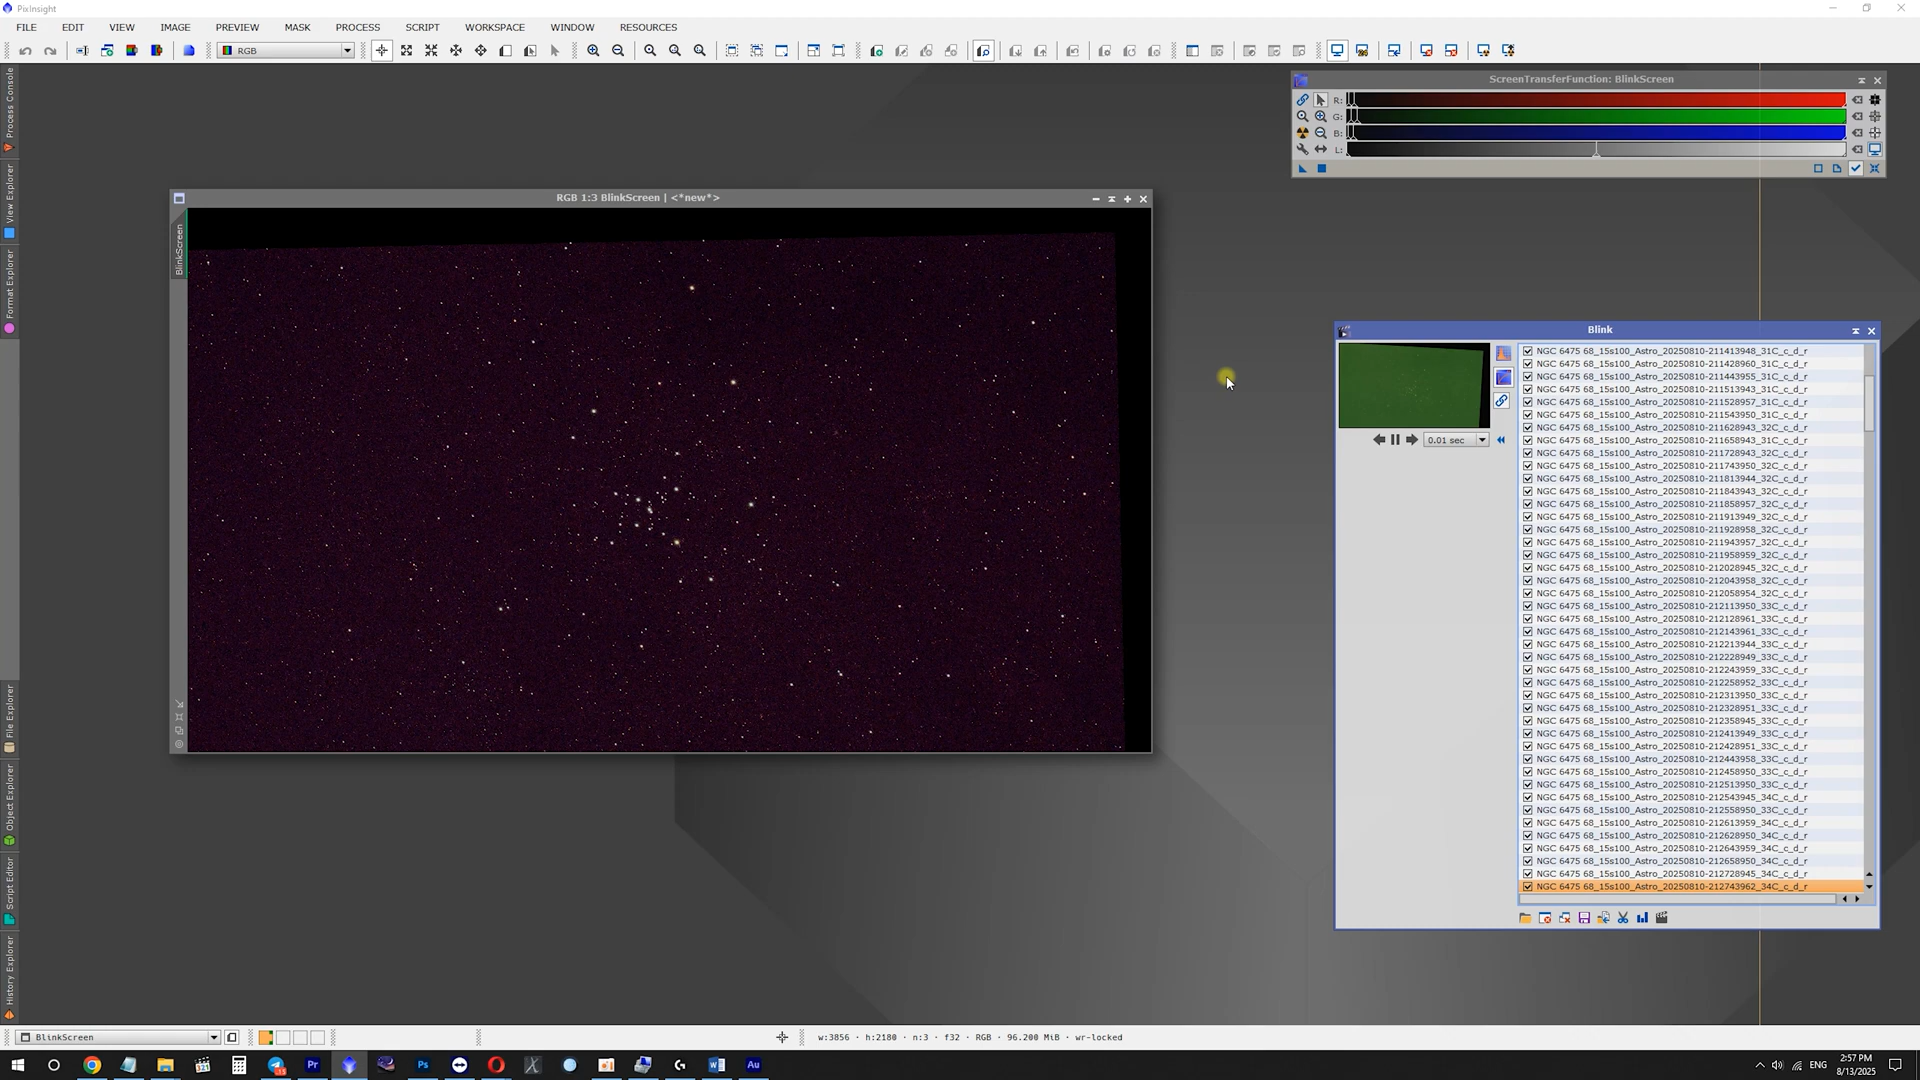 PixInsight
FILE EDIT VIEW IMAGE PREVIEW MASK PROCESS SCRIPT WORKSPACE WINDOW RESOURCES
RGB
Process Console
View Explorer
Format Explorer
File Explorer
Object Explorer
Script Editor
History Explorer
ScreenTransferFunction: BlinkScreen
R:
G:
B:
L:
RGB 1:3 BlinkScreen | <*new*>
BlinkScreen
Blink
0.01 sec
NGC 6475 68_15s100_Astro_20250810-211413948_31C_c_d_r
NGC 6475 68_15s100_Astro_20250810-211428960_31C_c_d_r
NGC 6475 68_15s100_Astro_20250810-211443955_31C_c_d_r
NGC 6475 68_15s100_Astro_20250810-211513943_31C_c_d_r
NGC 6475 68_15s100_Astro_20250810-211528957_31C_c_d_r
NGC 6475 68_15s100_Astro_20250810-211543950_31C_c_d_r
NGC 6475 68_15s100_Astro_20250810-211628943_32C_c_d_r
NGC 6475 68_15s100_Astro_20250810-211658943_31C_c_d_r
NGC 6475 68_15s100_Astro_20250810-211728943_32C_c_d_r
NGC 6475 68_15s100_Astro_20250810-211743950_32C_c_d_r
NGC 6475 68_15s100_Astro_20250810-211813944_32C_c_d_r
NGC 6475 68_15s100_Astro_20250810-211843943_32C_c_d_r
NGC 6475 68_15s100_Astro_20250810-211858957_32C_c_d_r
NGC 6475 68_15s100_Astro_20250810-211913949_32C_c_d_r
NGC 6475 68_15s100_Astro_20250810-211928958_32C_c_d_r
NGC 6475 68_15s100_Astro_20250810-211943957_32C_c_d_r
NGC 6475 68_15s100_Astro_20250810-211958959_32C_c_d_r
NGC 6475 68_15s100_Astro_20250810-212028945_32C_c_d_r
NGC 6475 68_15s100_Astro_20250810-212043958_32C_c_d_r
NGC 6475 68_15s100_Astro_20250810-212058954_32C_c_d_r
NGC 6475 68_15s100_Astro_20250810-212113950_33C_c_d_r
NGC 6475 68_15s100_Astro_20250810-212128961_33C_c_d_r
NGC 6475 68_15s100_Astro_20250810-212143961_33C_c_d_r
NGC 6475 68_15s100_Astro_20250810-212213944_33C_c_d_r
NGC 6475 68_15s100_Astro_20250810-212228949_33C_c_d_r
NGC 6475 68_15s100_Astro_20250810-212243959_33C_c_d_r
NGC 6475 68_15s100_Astro_20250810-212258952_33C_c_d_r
NGC 6475 68_15s100_Astro_20250810-212313950_33C_c_d_r
NGC 6475 68_15s100_Astro_20250810-212328951_33C_c_d_r
NGC 6475 68_15s100_Astro_20250810-212358945_33C_c_d_r
NGC 6475 68_15s100_Astro_20250810-212413949_33C_c_d_r
NGC 6475 68_15s100_Astro_20250810-212428951_33C_c_d_r
NGC 6475 68_15s100_Astro_20250810-212443958_33C_c_d_r
NGC 6475 68_15s100_Astro_20250810-212458950_33C_c_d_r
NGC 6475 68_15s100_Astro_20250810-212513950_33C_c_d_r
NGC 6475 68_15s100_Astro_20250810-212543945_34C_c_d_r
NGC 6475 68_15s100_Astro_20250810-212558950_33C_c_d_r
NGC 6475 68_15s100_Astro_20250810-212613959_34C_c_d_r
NGC 6475 68_15s100_Astro_20250810-212628950_34C_c_d_r
NGC 6475 68_15s100_Astro_20250810-212643959_34C_c_d_r
NGC 6475 68_15s100_Astro_20250810-212658950_34C_c_d_r
NGC 6475 68_15s100_Astro_20250810-212728945_34C_c_d_r
NGC 6475 68_15s100_Astro_20250810-212743962_34C_c_d_r
BlinkScreen
w:3856 · h:2180 · n:3 · f32 · RGB · 96.200 MiB · wr-locked
Pr
Ps
Au
ENG
2:57 PM
8/13/2025